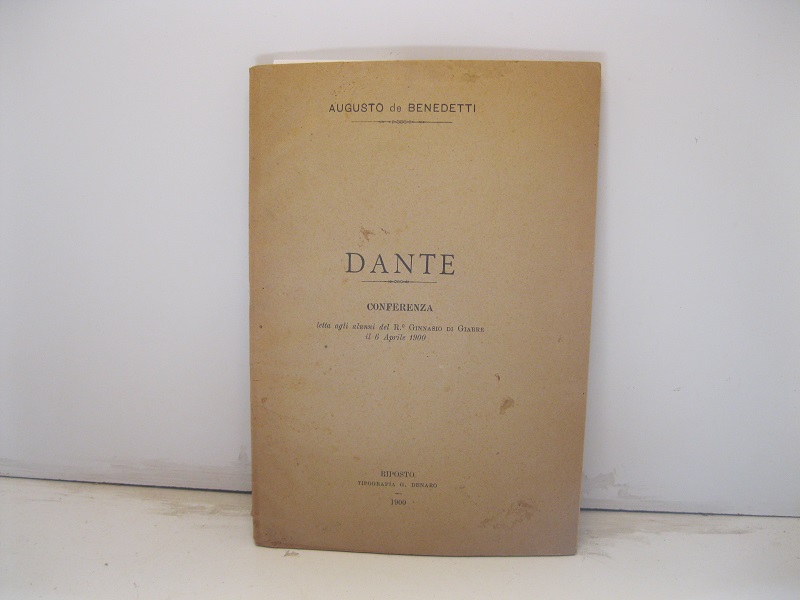 AUGUSTO de BENEDETTI
DANTE
CONFERENZA
letta agli alunni del R.º GINNASIO DI GIARRE
il 6 Aprile 1900
RIPOSTO
TIPOGRAFIA G. DENARO
1900